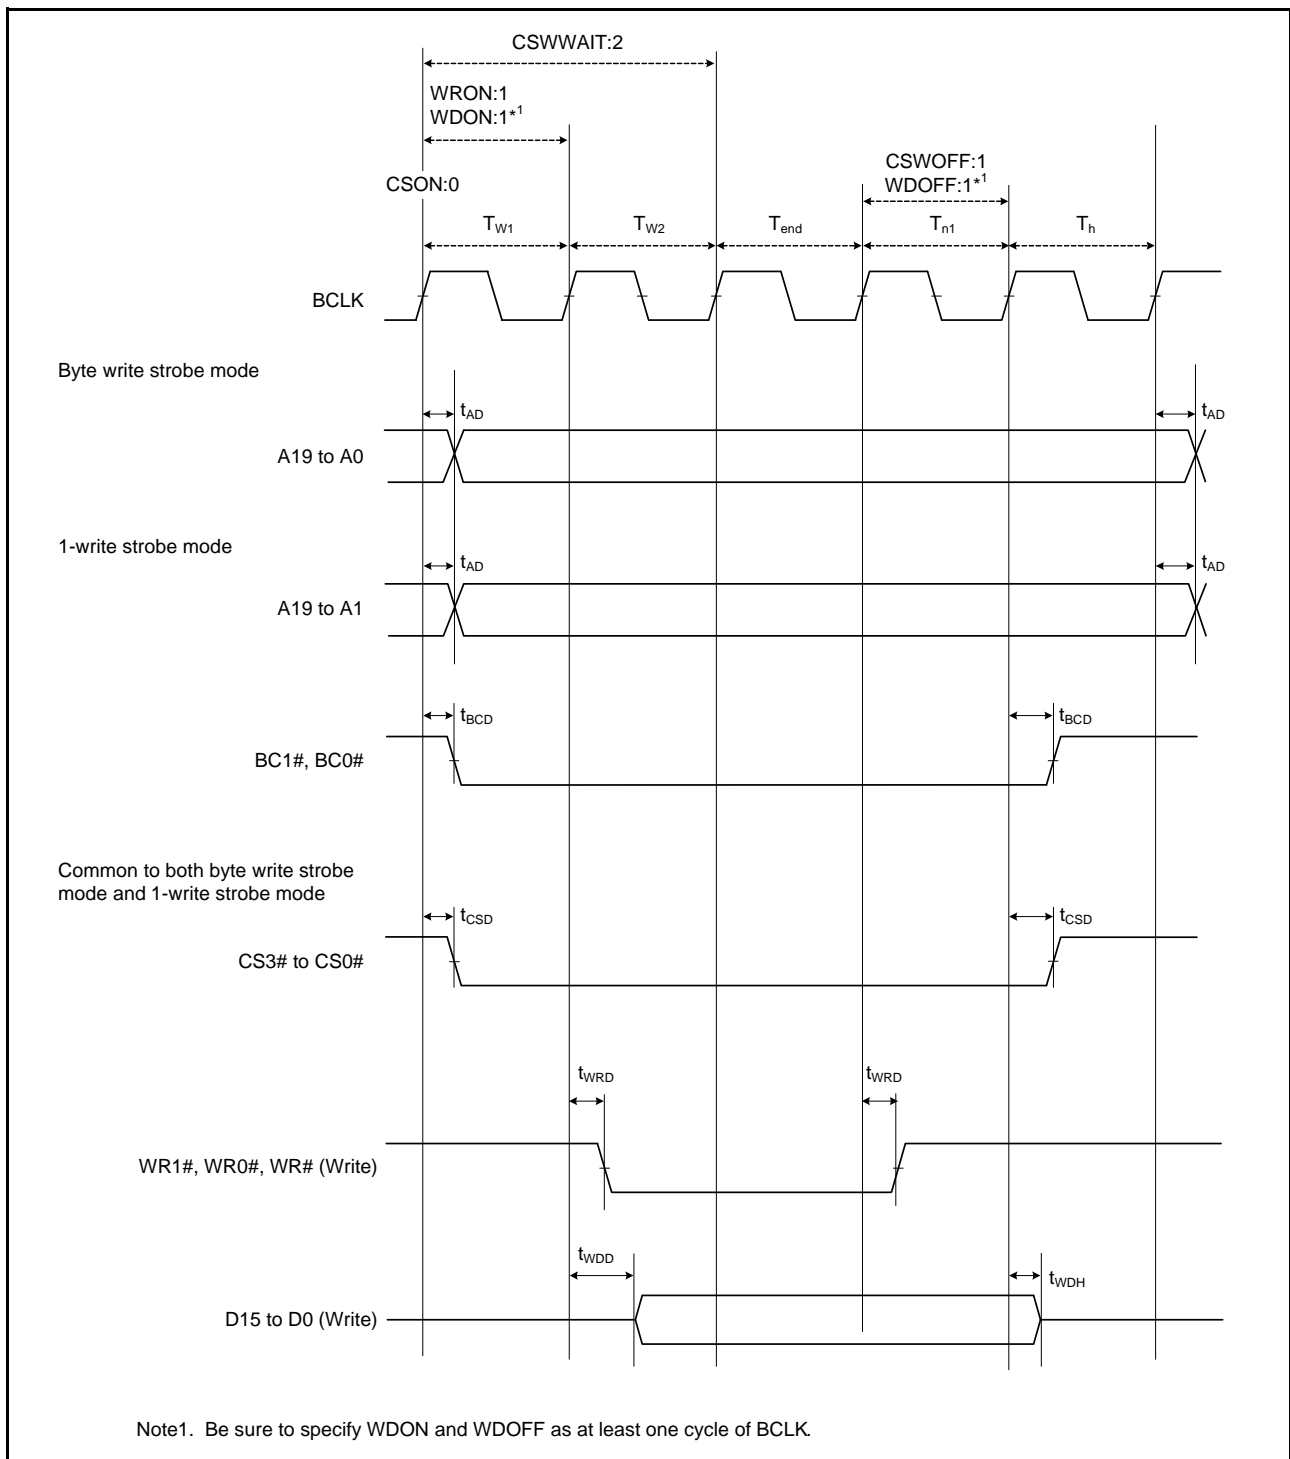 CSWWAIT:2
WRON:1
WDON:1*1
CSWOFF:1
WDOFF:1*1
CSON:0
TW1 TW2 Tend Tn1 Th
BCLK
Byte write strobe mode
tAD tAD
A19 to A0
1-write strobe mode
tAD tAD
A19 to A1
tBCD tBCD
BC1#, BC0#
Common to both byte write strobe
mode and 1-write strobe mode
tCSD tCSD
CS3# to CS0#
tWRD tWRD
WR1#, WR0#, WR# (Write)
tWDD tWDH
D15 to D0 (Write)
Note1. Be sure to specify WDON and WDOFF as at least one cycle of BCLK.